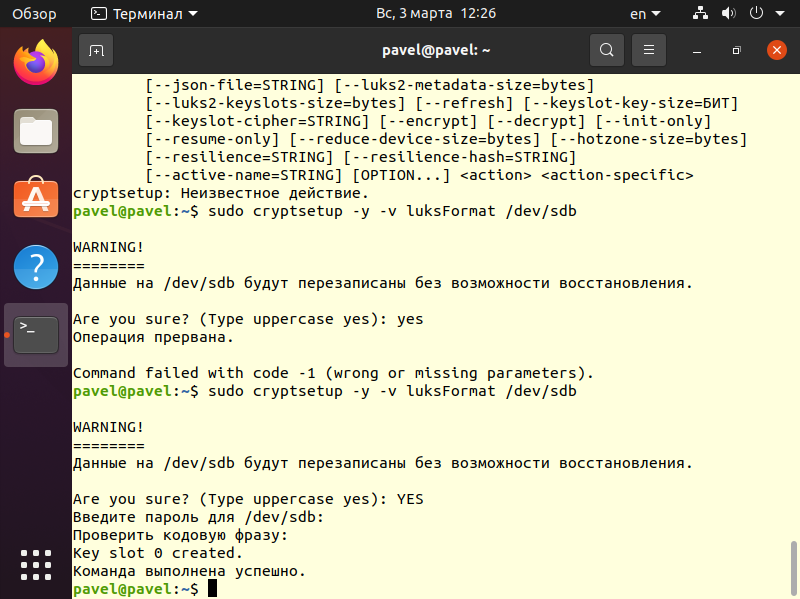 Обзор Терминал Вс, 3 марта 12:26 en
pavel@pavel: ~
[--json-file=STRING] [--luks2-metadata-size=bytes]
[--luks2-keyslots-size=bytes] [--refresh] [--keyslot-key-size=БИТ]
[--keyslot-cipher=STRING] [--encrypt] [--decrypt] [--init-only]
[--resume-only] [--reduce-device-size=bytes] [--hotzone-size=bytes]
[--resilience=STRING] [--resilience-hash=STRING]
[--active-name=STRING] [OPTION...] <action> <action-specific>
cryptsetup: Неизвестное действие.
pavel@pavel:~$ sudo cryptsetup -y -v luksFormat /dev/sdb
WARNING!
========
Данные на /dev/sdb будут перезаписаны без возможности восстановления.
Are you sure? (Type uppercase yes): yes
Операция прервана.
Command failed with code -1 (wrong or missing parameters).
pavel@pavel:~$ sudo cryptsetup -y -v luksFormat /dev/sdb
WARNING!
========
Данные на /dev/sdb будут перезаписаны без возможности восстановления.
Are you sure? (Type uppercase yes): YES
Введите пароль для /dev/sdb:
Проверить кодовую фразу:
Key slot 0 created.
Команда выполнена успешно.
pavel@pavel:~$